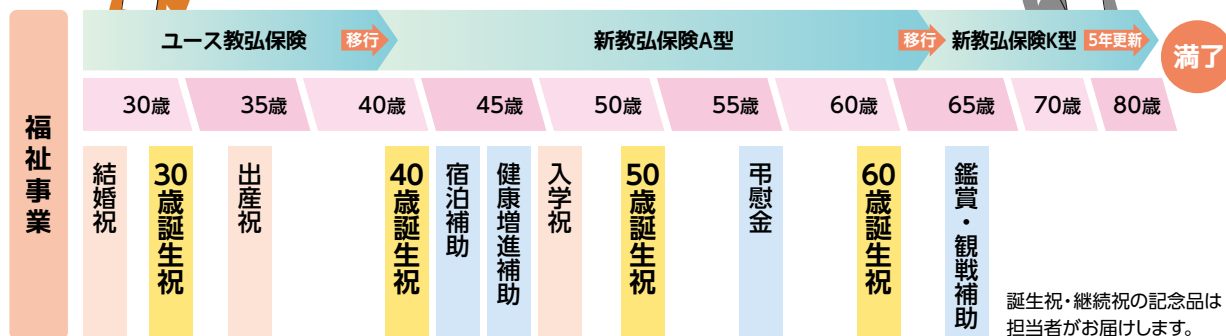 ユース教弘保険
移行
新教弘保険A型
移行
新教弘保険K型
5年更新
満了
福祉事業
30歳
35歳
40歳
45歳
50歳
55歳
60歳
65歳
70歳
80歳
結婚祝
30歳誕生祝
出産祝
40歳誕生祝
宿泊補助
健康増進補助
入学祝
50歳誕生祝
弔慰金
60歳誕生祝
鑑賞・観戦補助
誕生祝・継続祝の記念品は
担当者がお届けします。